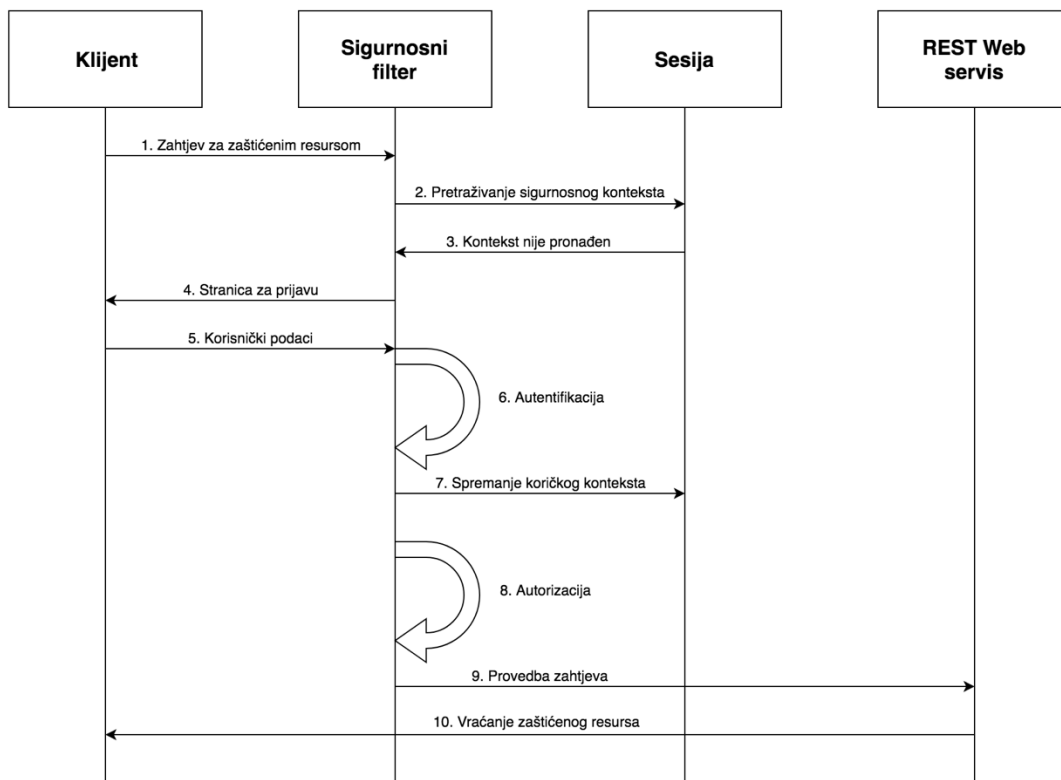 Klijent
Sigurnosni
filter
Sesija
REST Web
servis
1. Zahtjev za zaštićenim resursom
2. Pretraživanje sigurnosnog konteksta
3. Kontekst nije pronađen
4. Stranica za prijavu
5. Korisnički podaci
6. Autentifikacija
7. Spremanje koričkog konteksta
8. Autorizacija
9. Provedba zahtjeva
10. Vraćanje zaštićenog resursa